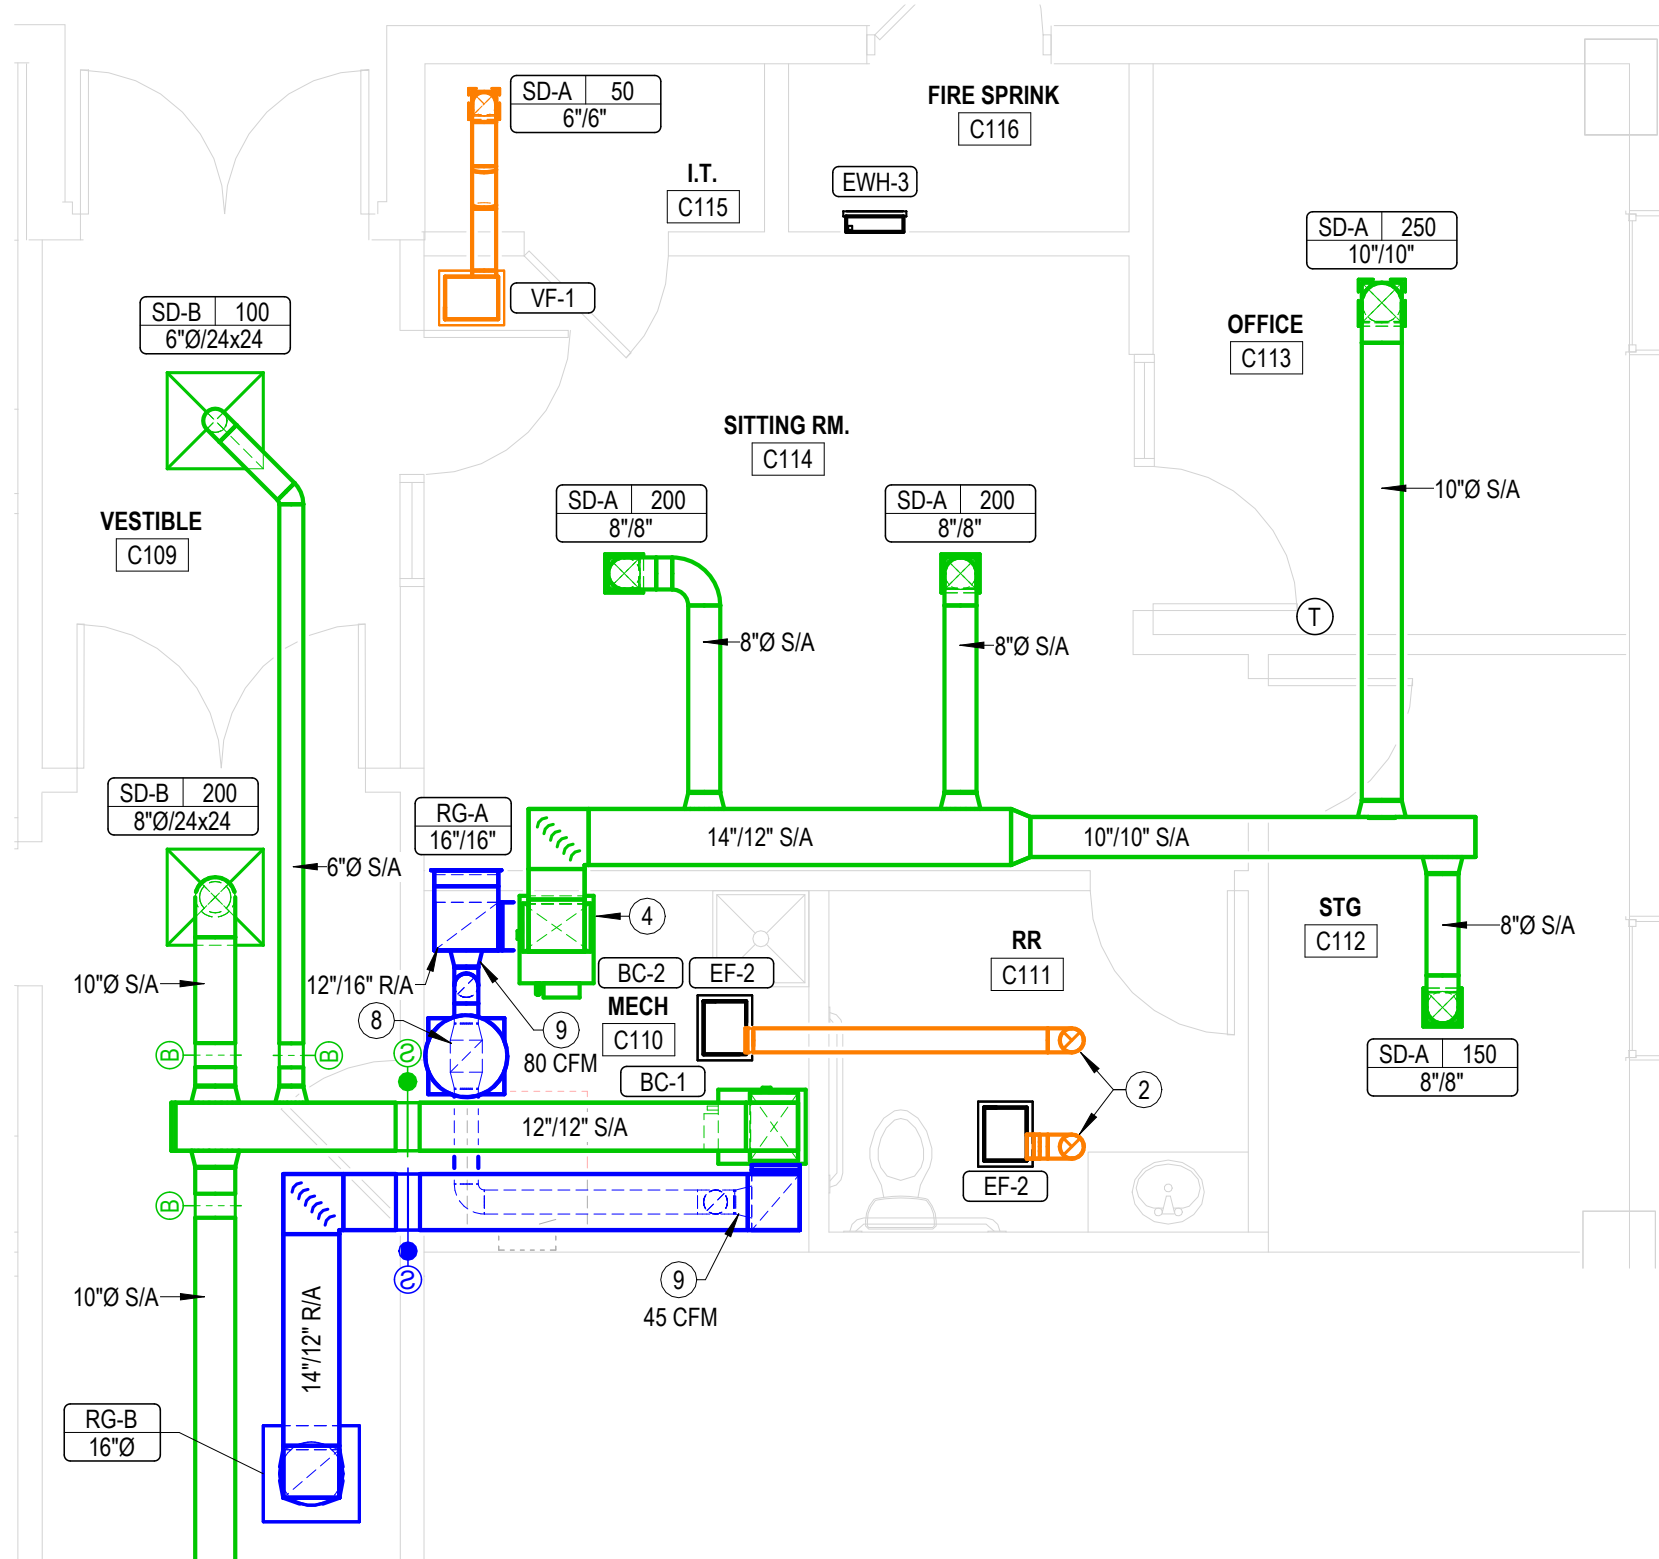 SD-A 50
6"/6"
FIRE SPRINK
C116
I.T.
C115
EWH-3
SD-A 250
10"/10"
VF-1
SD-B 100
6"Ø/24x24
OFFICE
C113
SITTING RM.
C114
SD-A 200
8"/8"
SD-A 200
8"/8"
10"Ø S/A
VESTIBLE
C109
T
8"Ø S/A
8"Ø S/A
SD-B 200
8"Ø/24x24
RG-A
16"/16"
14"/12" S/A
10"/10" S/A
6"Ø S/A
4
STG
C112
8"Ø S/A
RR
C111
10"Ø S/A
12"/16" R/A
BC-2
EF-2
MECH
C110
8
9
80 CFM
B
B
S
BC-1
SD-A 150
8"/8"
2
12"/12" S/A
EF-2
B
S
9
45 CFM
10"Ø S/A
14"/12" R/A
RG-B
16"Ø